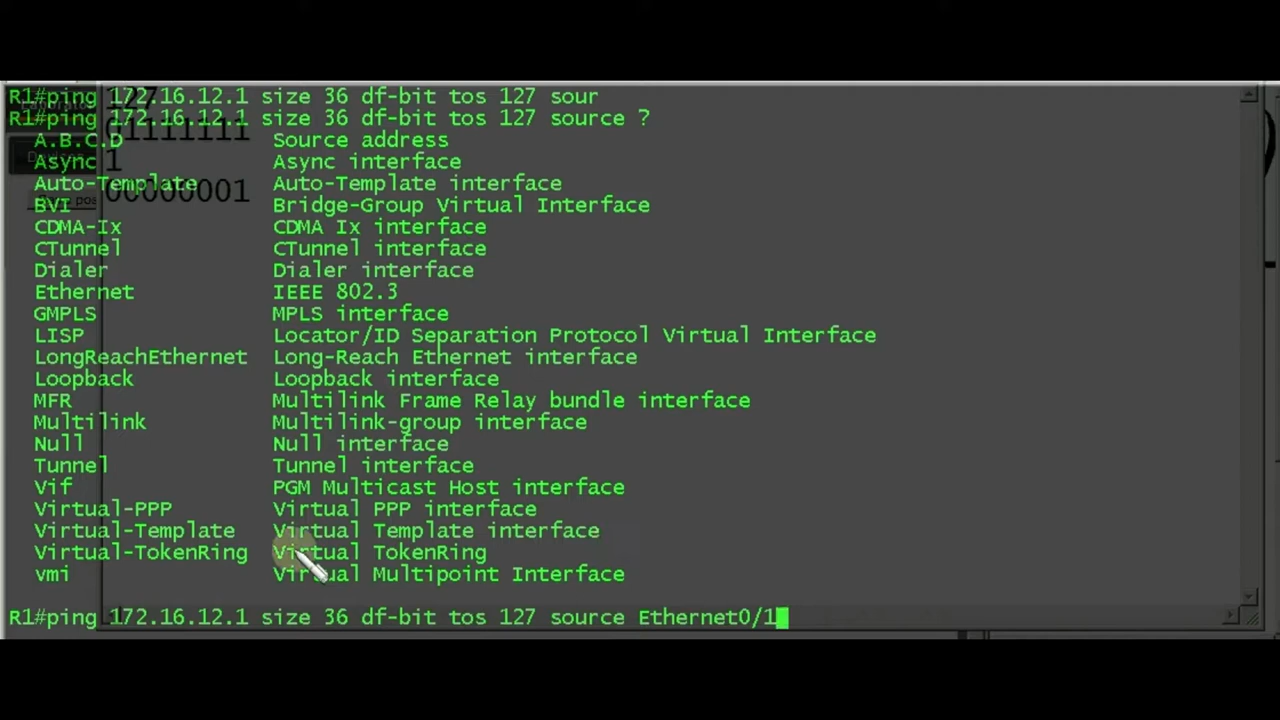 R1#ping 172.16.12.1 size 36 df-bit tos 127 sour
R1#ping 172.16.12.1 size 36 df-bit tos 127 source ?
A.B.C.D Source address
Async Async interface
Auto-Template Auto-Template interface
BVI Bridge-Group Virtual Interface
CDMA-Ix CDMA Ix interface
CTunnel CTunnel interface
Dialer Dialer interface
Ethernet IEEE 802.3
GMPLS MPLS interface
LISP Locator/ID Separation Protocol Virtual Interface
LongReachEthernet Long-Reach Ethernet interface
Loopback Loopback interface
MFR Multilink Frame Relay bundle interface
Multilink Multilink-group interface
Null Null interface
Tunnel Tunnel interface
Vif PGM Multicast Host interface
Virtual-PPP Virtual PPP interface
Virtual-Template Virtual Template interface
Virtual-TokenRing Virtual TokenRing
vmi Virtual Multipoint Interface
R1#ping 172.16.12.1 size 36 df-bit tos 127 source Ethernet0/1
127
01111111
1
00000001